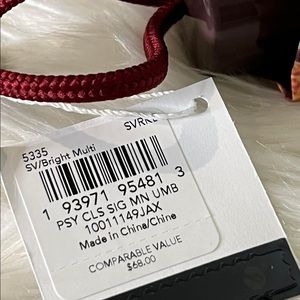 5335
SV/Bright Multi
1 93971 95481 3
PSY CLS SIG MN UMB
10011149JAX
Made in China/Chine
COMPARABLE VALUE
$68.00